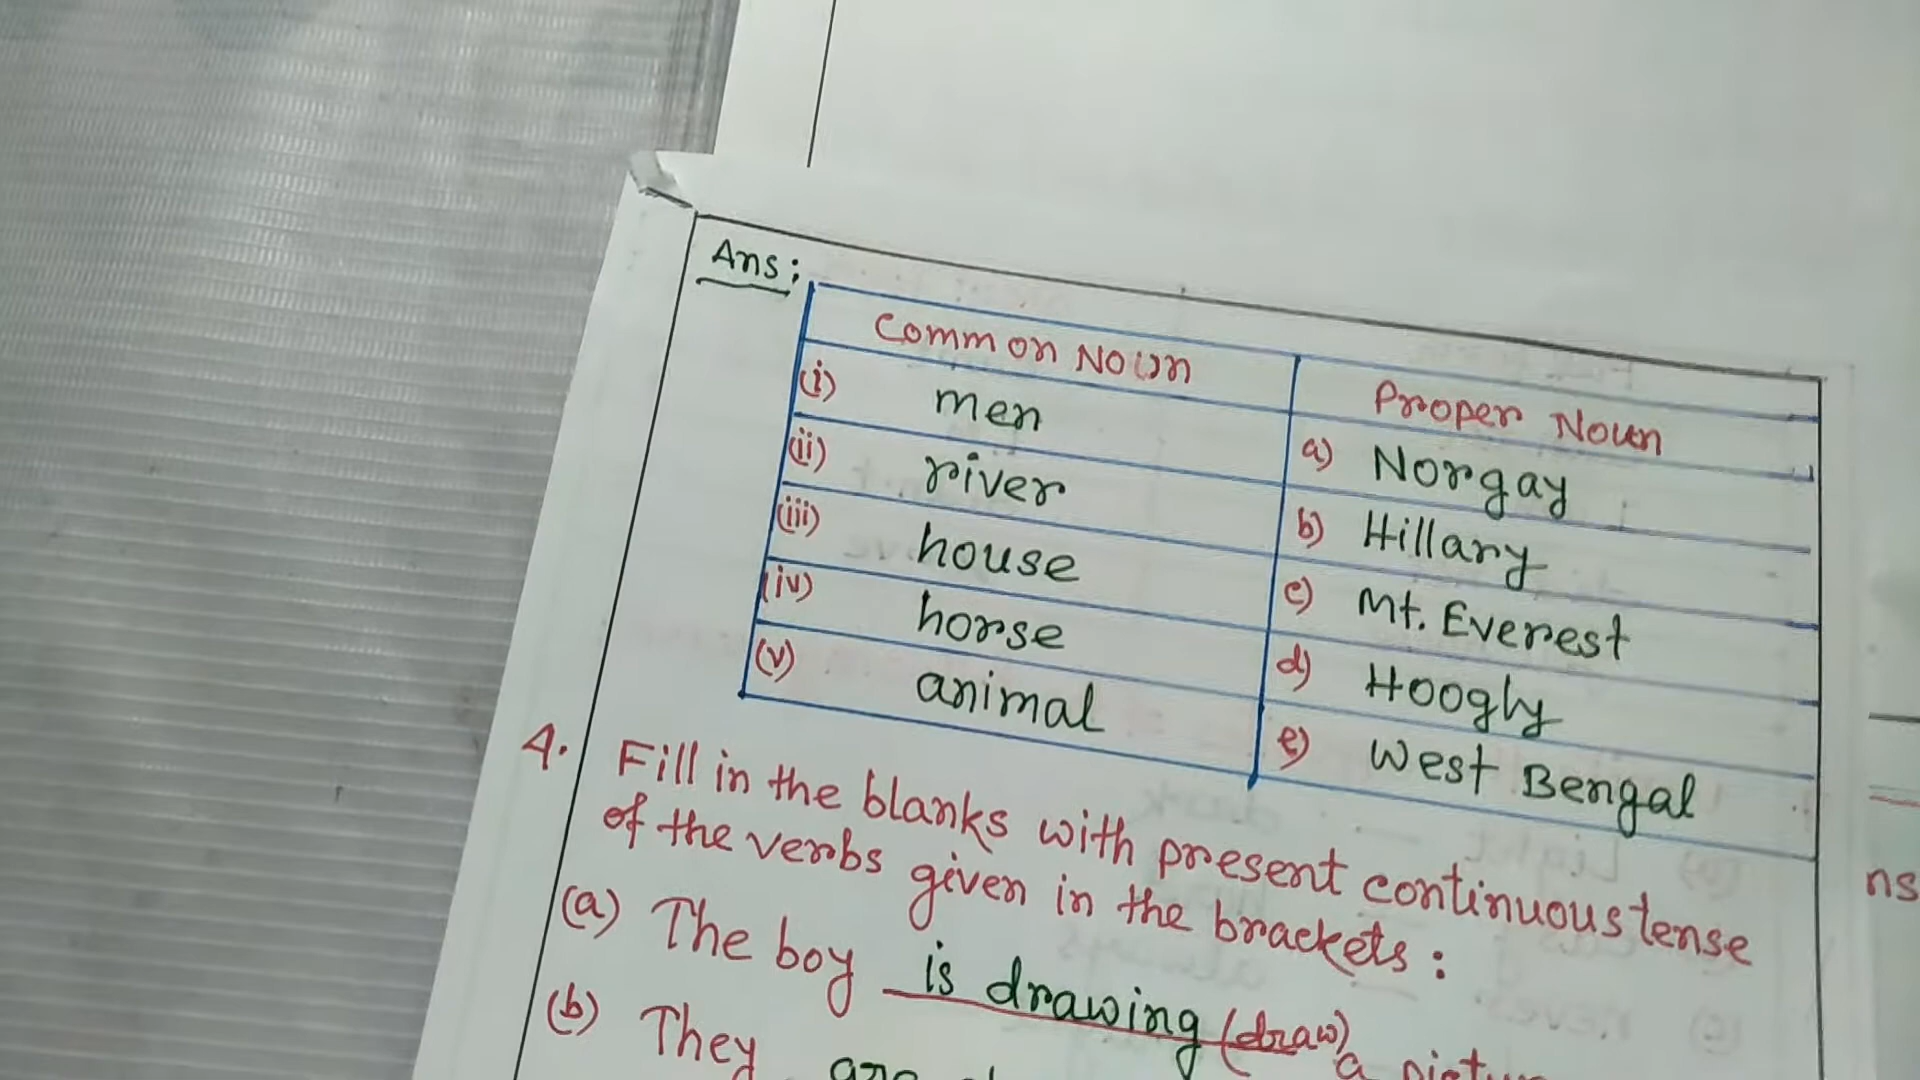 Ans:
Common Noun Proper Noun
(i) men a) Norgay
(ii) river b) Hillary
(iii) house c) Mt. Everest
(iv) horse d) Hoogly
(v) animal e) West Bengal
4. Fill in the blanks with present continuous tense
of the verbs given in the brackets:
(a) The boy is drawing (draw) a
(b) They are
ns